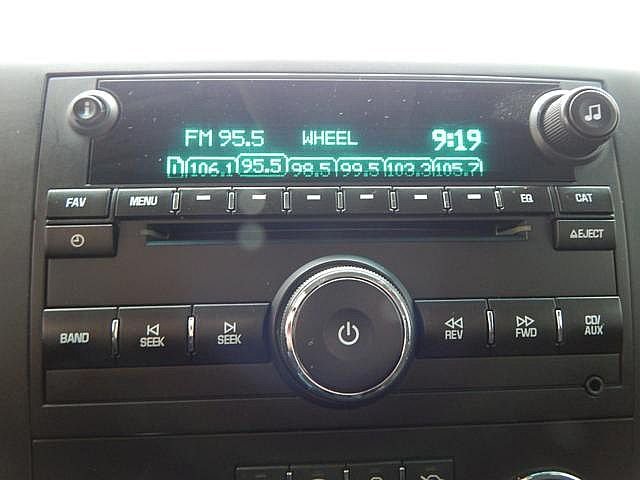 FM 95.5 WHEEL 9:19
1 106.1 95.5 98.5 99.5 103.3 105.7
FAV MENU EQ CAT
EJECT
BAND SEEK SEEK REV FWD CD/AUX